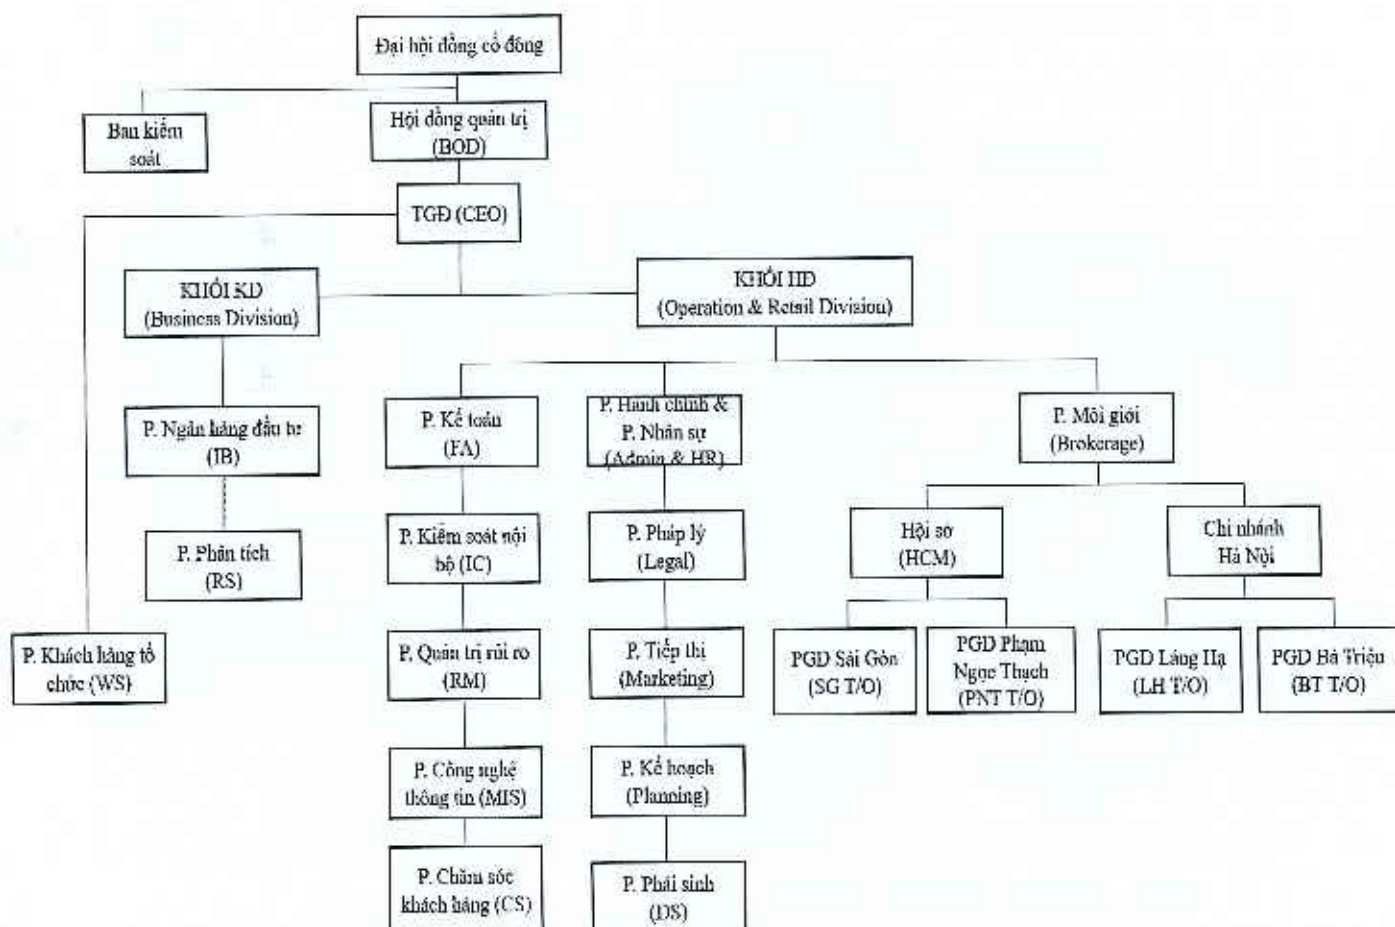 Đại hội đồng cổ đông
Ban kiểm
soát
Hội đồng quản trị
(BOD)
TGĐ (CEO)
KHỐI KD
(Business Division)
KHỐI HĐ
(Operation & Retail Division)
P. Ngân hàng đầu tư
(IB)
P. Kế toán
(FA)
P. Hành chính &
P. Nhân sự
(Admin & HR)
P. Môi giới
(Brokerage)
P. Phân tích
(RS)
P. Kiểm soát nội
bộ (IC)
P. Pháp lý
(Legal)
Hội sở
(HCM)
Chi nhánh
Hà Nội
P. Khách hàng tổ
chức (WS)
P. Quản trị rủi ro
(RM)
P. Tiếp thị
(Marketing)
PGD Sài Gòn
(SG T/O)
PGD Phạm
Ngọc Thạch
(PNT T/O)
PGD Láng Hạ
(LH T/O)
PGD Bà Triệu
(BT T/O)
P. Công nghệ
thông tin (MIS)
P. Kế hoạch
(Planning)
P. Chăm sóc
khách hàng (CS)
P. Phái sinh
(DS)